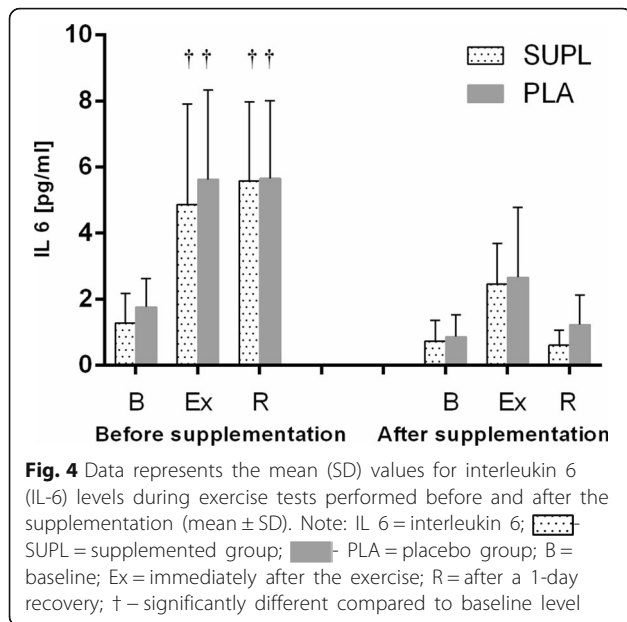 10
8
6
4
2
0
IL 6 [pg/ml]
† † † †
SUPL
PLA
B Ex R B Ex R
Before supplementation After supplementation
Fig. 4 Data represents the mean (SD) values for interleukin 6
(IL-6) levels during exercise tests performed before and after the
supplementation (mean ± SD). Note: IL 6 = interleukin 6; -
SUPL = supplemented group; - PLA = placebo group; B =
baseline; Ex = immediately after the exercise; R = after a 1-day
recovery; † – significantly different compared to baseline level